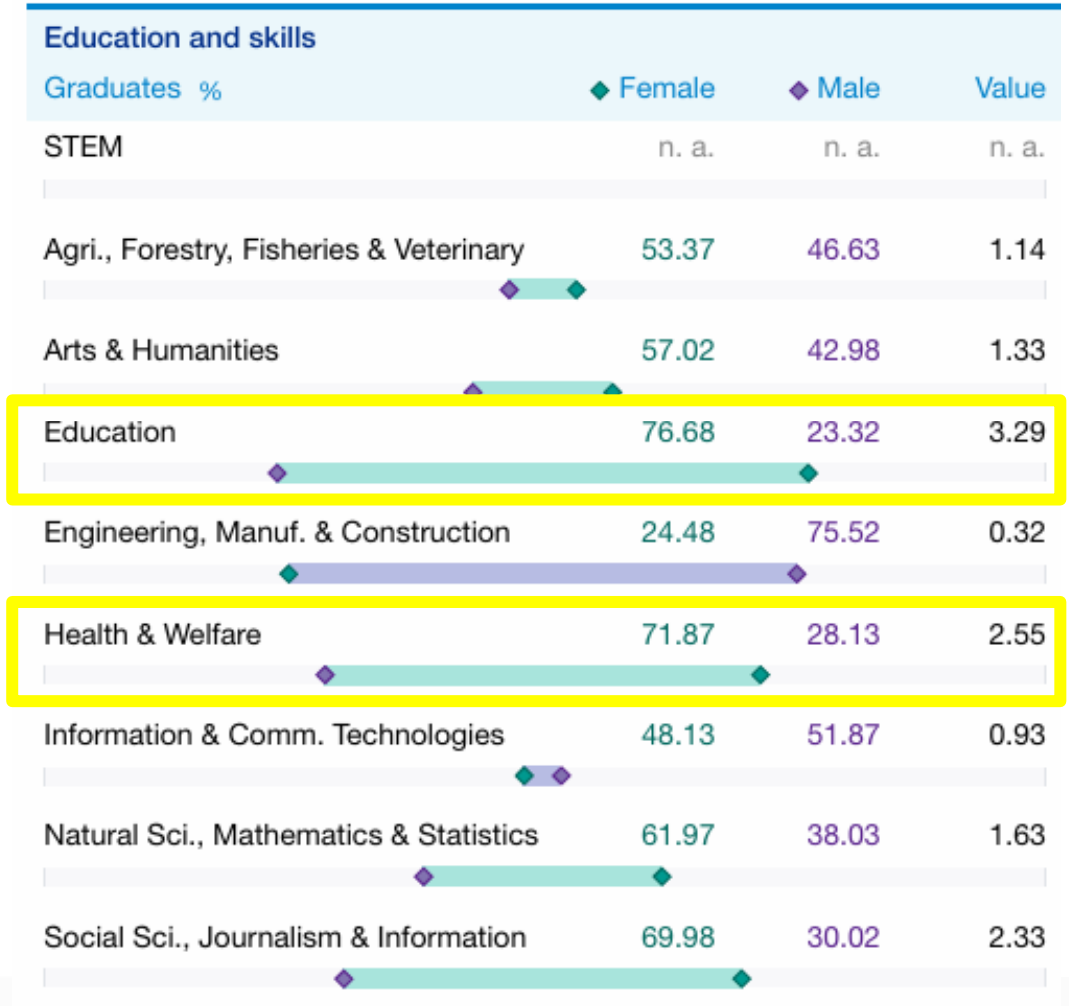 Education and skills
Graduates % Female Male Value
STEM n. a. n. a. n. a.
Agri., Forestry, Fisheries & Veterinary 53.37 46.63 1.14
Arts & Humanities 57.02 42.98 1.33
Education 76.68 23.32 3.29
Engineering, Manuf. & Construction 24.48 75.52 0.32
Health & Welfare 71.87 28.13 2.55
Information & Comm. Technologies 48.13 51.87 0.93
Natural Sci., Mathematics & Statistics 61.97 38.03 1.63
Social Sci., Journalism & Information 69.98 30.02 2.33